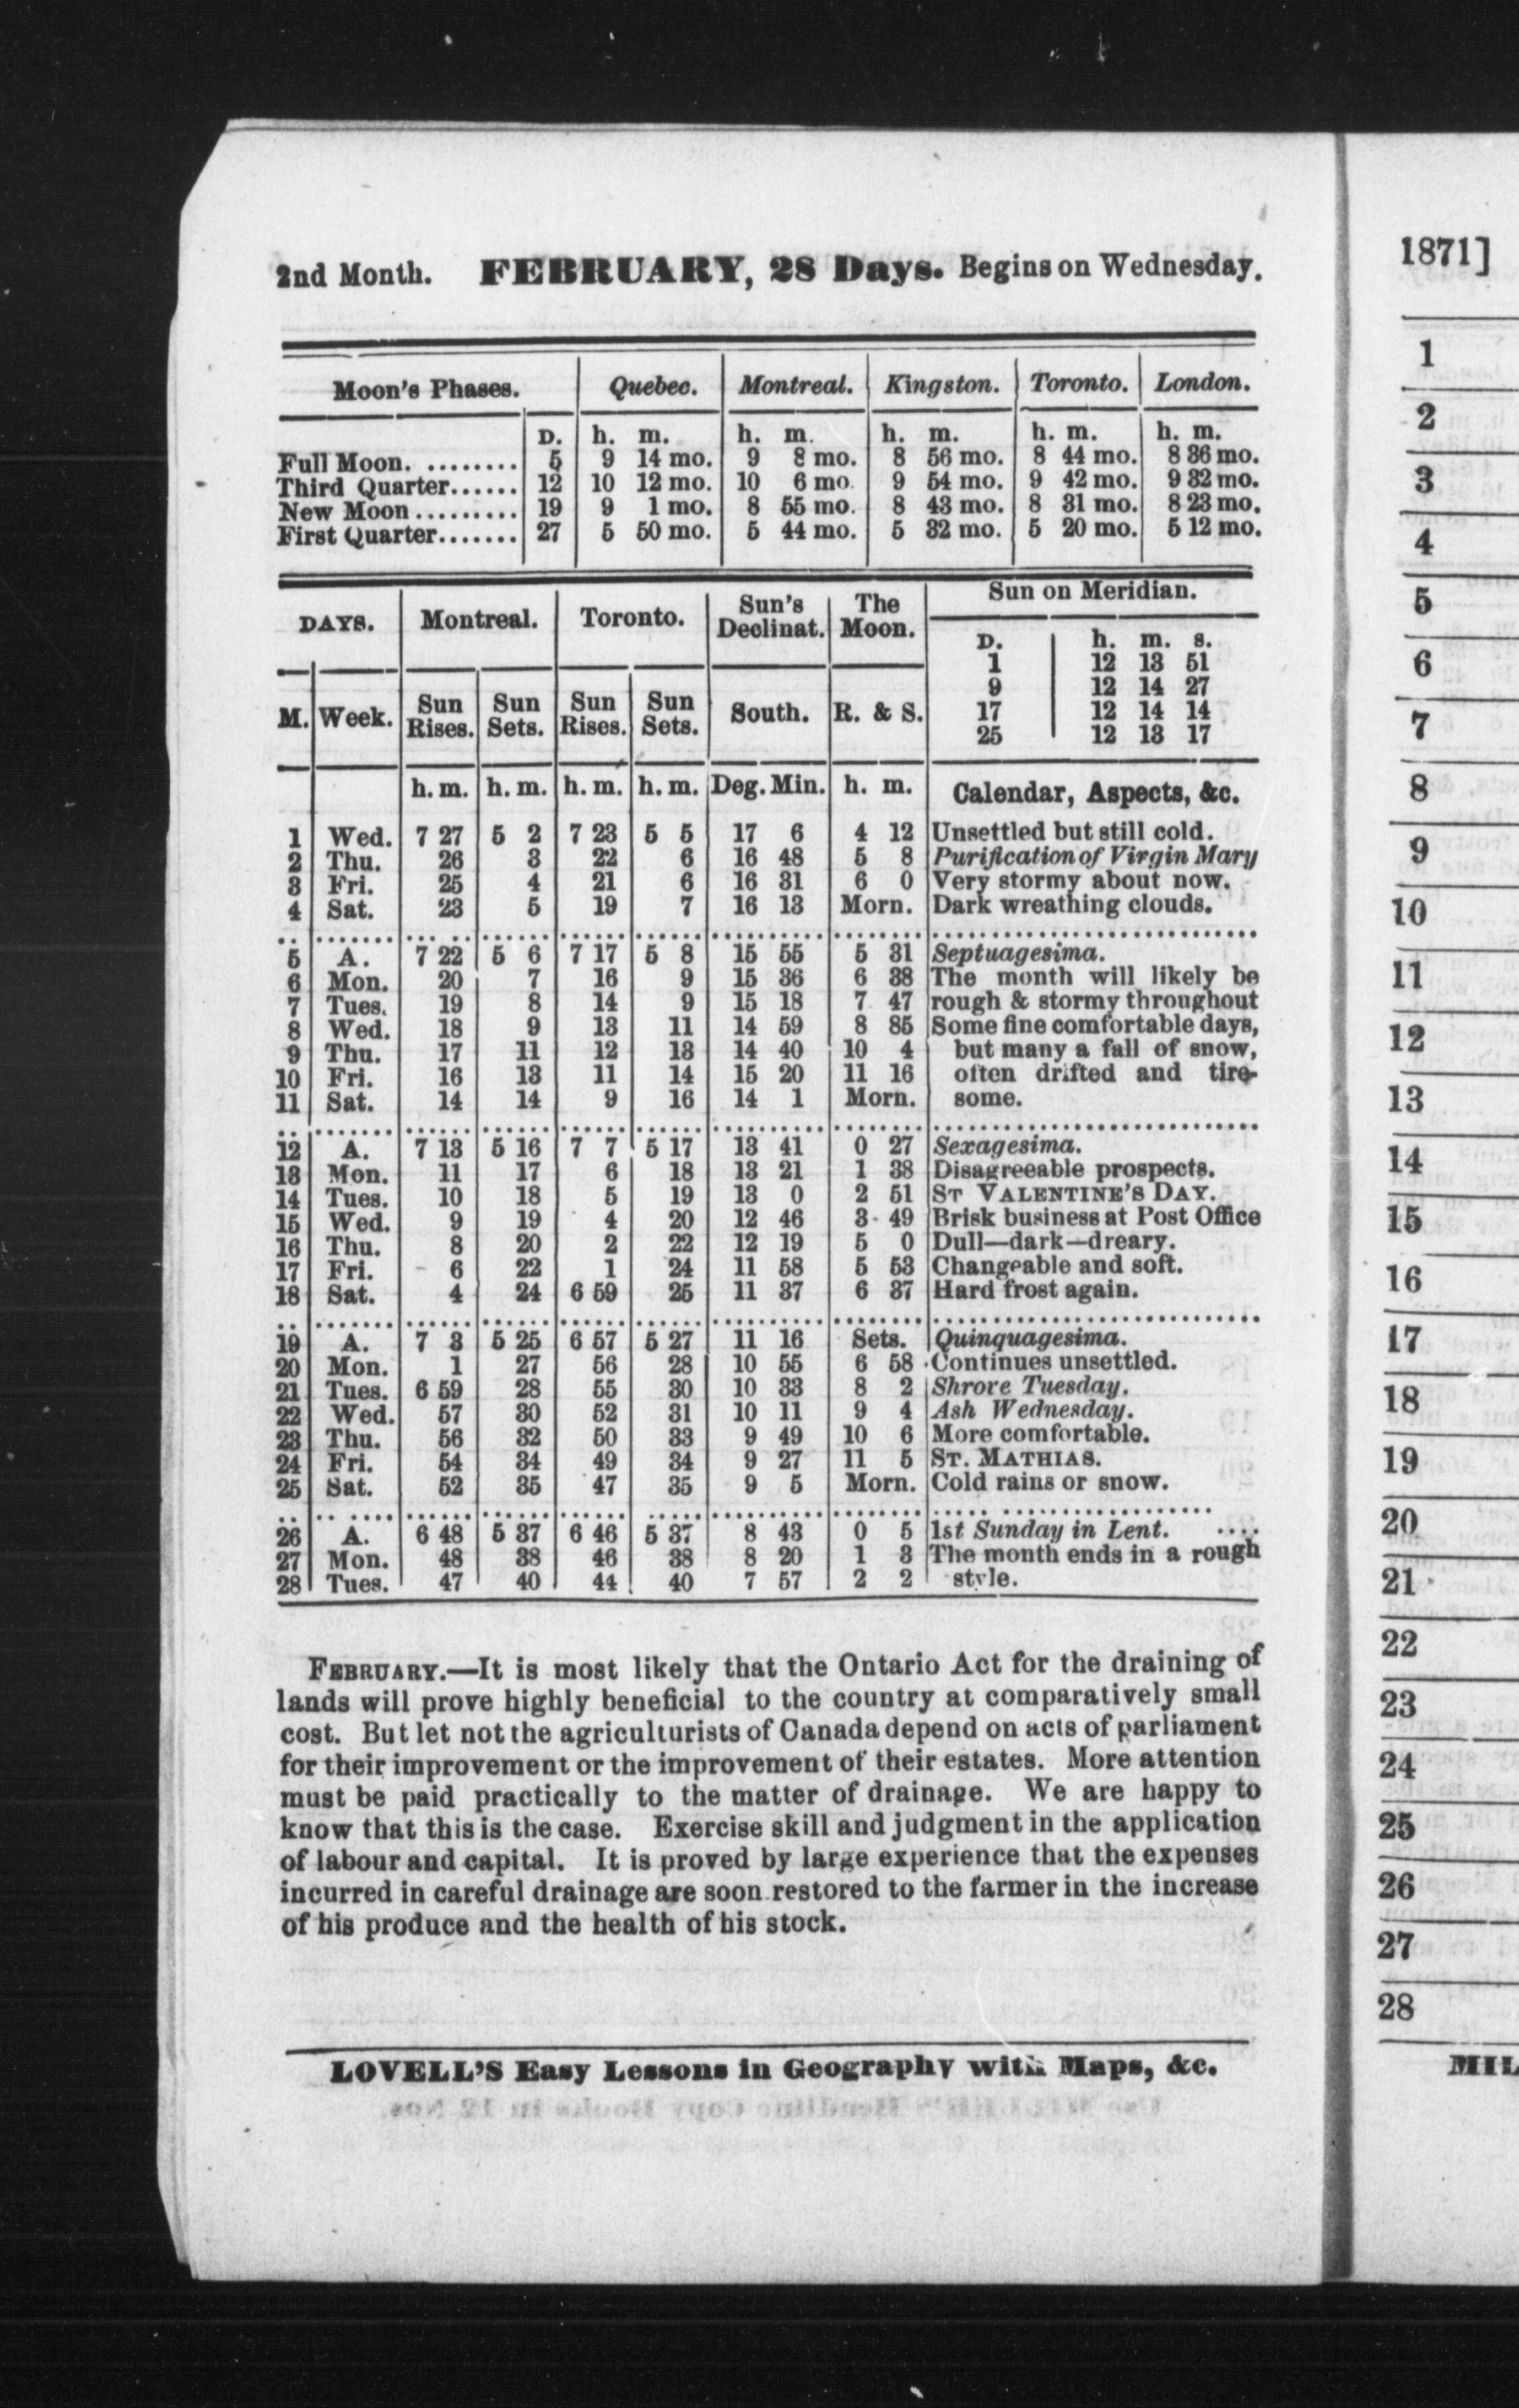 2nd Month. FEBRUARY, 28 Days. Begins on Wednesday.
Moon's Phases. Quebec. Montreal. Kingston. Toronto. London.
D. h. m. h. m. h. m. h. m. h. m.
Full Moon. ........ 5 9 14 mo. 9 8 mo. 8 56 mo. 8 44 mo. 8 36 mo.
Third Quarter...... 12 10 12 mo. 10 6 mo. 9 54 mo. 9 42 mo. 9 32 mo.
New Moon ......... 19 9 1 mo. 8 55 mo. 8 43 mo. 8 31 mo. 8 23 mo.
First Quarter....... 27 5 50 mo. 5 44 mo. 5 32 mo. 5 20 mo. 5 12 mo.
DAYS. Montreal. Toronto. Sun's Declinat. The Moon. Sun on Meridian.
D. h. m. s.
1 12 13 51
9 12 14 27
17 12 14 14
25 12 13 17
M. Week. Sun Rises. Sun Sets. Sun Rises. Sun Sets. South. R. & S.
h. m. h. m. h. m. h. m. Deg. Min. h. m. Calendar, Aspects, &c.
1 Wed. 7 27 5 2 7 23 5 5 17 6 4 12 Unsettled but still cold.
2 Thu. 26 3 22 6 16 48 5 8 Purification of Virgin Mary
3 Fri. 25 4 21 6 16 31 6 0 Very stormy about now.
4 Sat. 23 5 19 7 16 13 Morn. Dark wreathing clouds.
5 A. 7 22 5 6 7 17 5 8 15 55 5 31 Septuagesima.
6 Mon. 20 7 16 9 15 36 6 38 The month will likely be
7 Tues. 19 8 14 9 15 18 7 47 rough & stormy throughout
8 Wed. 18 9 13 11 14 59 8 85 Some fine comfortable days,
9 Thu. 17 11 12 13 14 40 10 4 but many a fall of snow,
10 Fri. 16 13 11 14 15 20 11 16 often drifted and tire-
11 Sat. 14 14 9 16 14 1 Morn. some.
12 A. 7 13 5 16 7 7 5 17 13 41 0 27 Sexagesima.
13 Mon. 11 17 6 18 13 21 1 38 Disagreeable prospects.
14 Tues. 10 18 5 19 13 0 2 51 ST VALENTINE'S DAY.
15 Wed. 9 19 4 20 12 46 3 49 Brisk business at Post Office
16 Thu. 8 20 2 22 12 19 5 0 Dull—dark—dreary.
17 Fri. 6 22 1 24 11 58 5 53 Changeable and soft.
18 Sat. 4 24 6 59 25 11 37 6 37 Hard frost again.
19 A. 7 3 5 25 6 57 5 27 11 16 Sets. Quinquagesima.
20 Mon. 1 27 56 28 10 55 6 58 Continues unsettled.
21 Tues. 6 59 28 55 30 10 33 8 2 Shrove Tuesday.
22 Wed. 57 30 52 31 10 11 9 4 Ash Wednesday.
23 Thu. 56 32 50 33 9 49 10 6 More comfortable.
24 Fri. 54 34 49 34 9 27 11 5 ST. MATHIAS.
25 Sat. 52 35 47 35 9 5 Morn. Cold rains or snow.
26 A. 6 48 5 37 6 46 5 37 8 43 0 5 1st Sunday in Lent. ....
27 Mon. 48 38 46 38 8 20 1 3 The month ends in a rough
28 Tues. 47 40 44 40 7 57 2 2 style.
FEBRUARY.—It is most likely that the Ontario Act for the draining of
lands will prove highly beneficial to the country at comparatively small
cost. But let not the agriculturists of Canada depend on acts of parliament
for their improvement or the improvement of their estates. More attention
must be paid practically to the matter of drainage. We are happy to
know that this is the case. Exercise skill and judgment in the application
of labour and capital. It is proved by large experience that the expenses
incurred in careful drainage are soon restored to the farmer in the increase
of his produce and the health of his stock.
LOVELL'S Easy Lessons in Geography with Maps, &c.
1871]
1
2
3
4
5
6
7
8
9
10
11
12
13
14
15
16
17
18
19
20
21
22
23
24
25
26
27
28
MIL